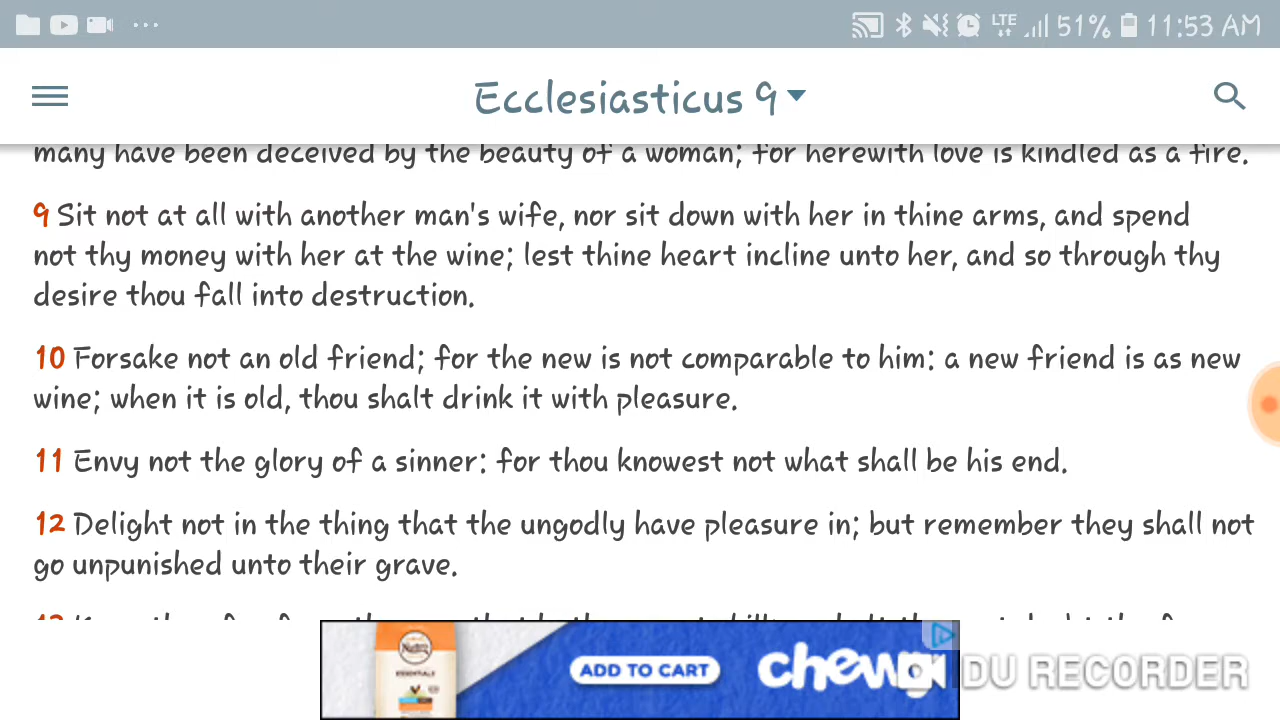 LTE 51% 11:53 AM
Ecclesiasticus 9
many have been deceived by the beauty of a woman; for herewith love is kindled as a fire.
9 Sit not at all with another man's wife, nor sit down with her in thine arms, and spend
not thy money with her at the wine; lest thine heart incline unto her, and so through thy
desire thou fall into destruction.
10 Forsake not an old friend; for the new is not comparable to him: a new friend is as new
wine; when it is old, thou shalt drink it with pleasure.
11 Envy not the glory of a sinner: for thou knowest not what shall be his end.
12 Delight not in the thing that the ungodly have pleasure in; but remember they shall not
go unpunished unto their grave.
ESSENTIALS
ADD TO CART
chewy
DU RECORDER